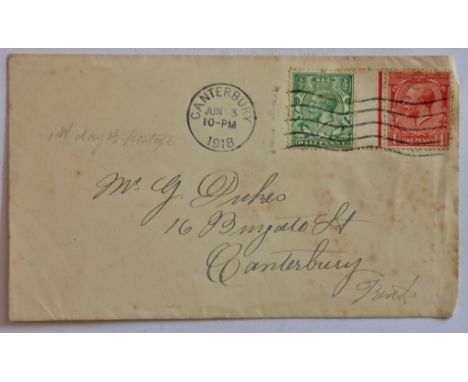 CANTERBURY
JUN 3
10-PM
1918
HALFPENNY
ONE PENNY
1st day of postage
Mr. G. Dukes
16 Burgate St
Canterbury